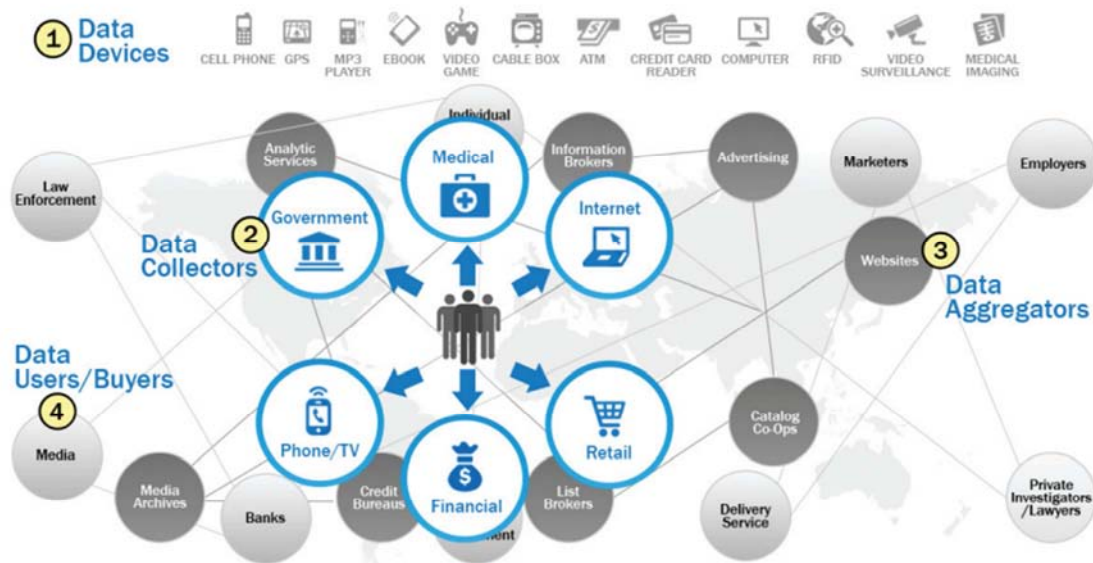 1 Data
Devices
CELL PHONE
GPS
MP3
PLAYER
EBOOK
VIDEO
GAME
CABLE BOX
ATM
CREDIT CARD
READER
COMPUTER
RFID
VIDEO
SURVEILLANCE
MEDICAL
IMAGING
Individual
Analytic
Services
Medical
Information
Brokers
Advertising
Marketers
Employers
Law
Enforcement
Government
2
Data
Collectors
Internet
Websites
3
Data
Aggregators
Data
Users/Buyers
4
Media
Phone/TV
$
Financial
Retail
Catalog
Co-Ops
Media
Archives
Banks
Credit
Bureaus
List
Brokers
Delivery
Service
Private
Investigators
/Lawyers